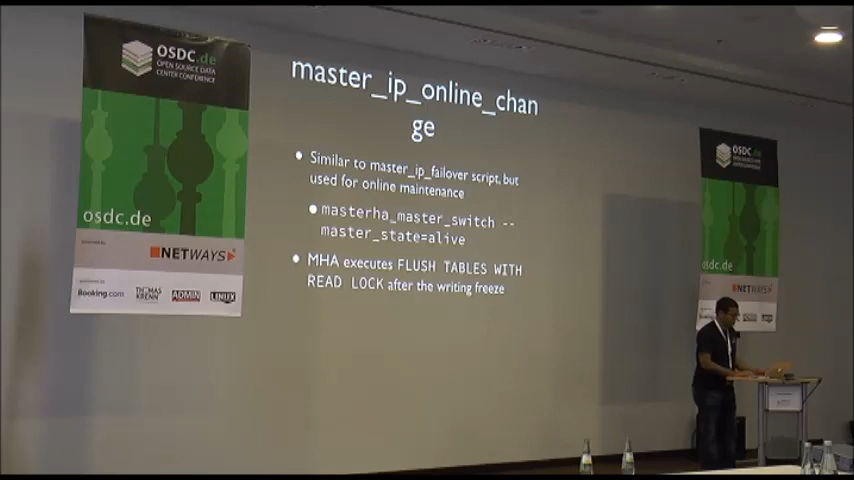 OSDC.de
OPEN SOURCE DATA
CENTER CONFERENCE
osdc.de
NETWAYS
Booking.com
THOMAS
KRENN
ADMIN
LINUX
master_ip_online_chan
ge
• Similar to master_ip_failover script, but
used for online maintenance
• masterha_master_switch --
master_state=alive
• MHA executes FLUSH TABLES WITH
READ LOCK after the writing freeze
OSDC.de
OPEN SOURCE DATA
CENTER CONFERENCE
osdc.de
NETWAYS